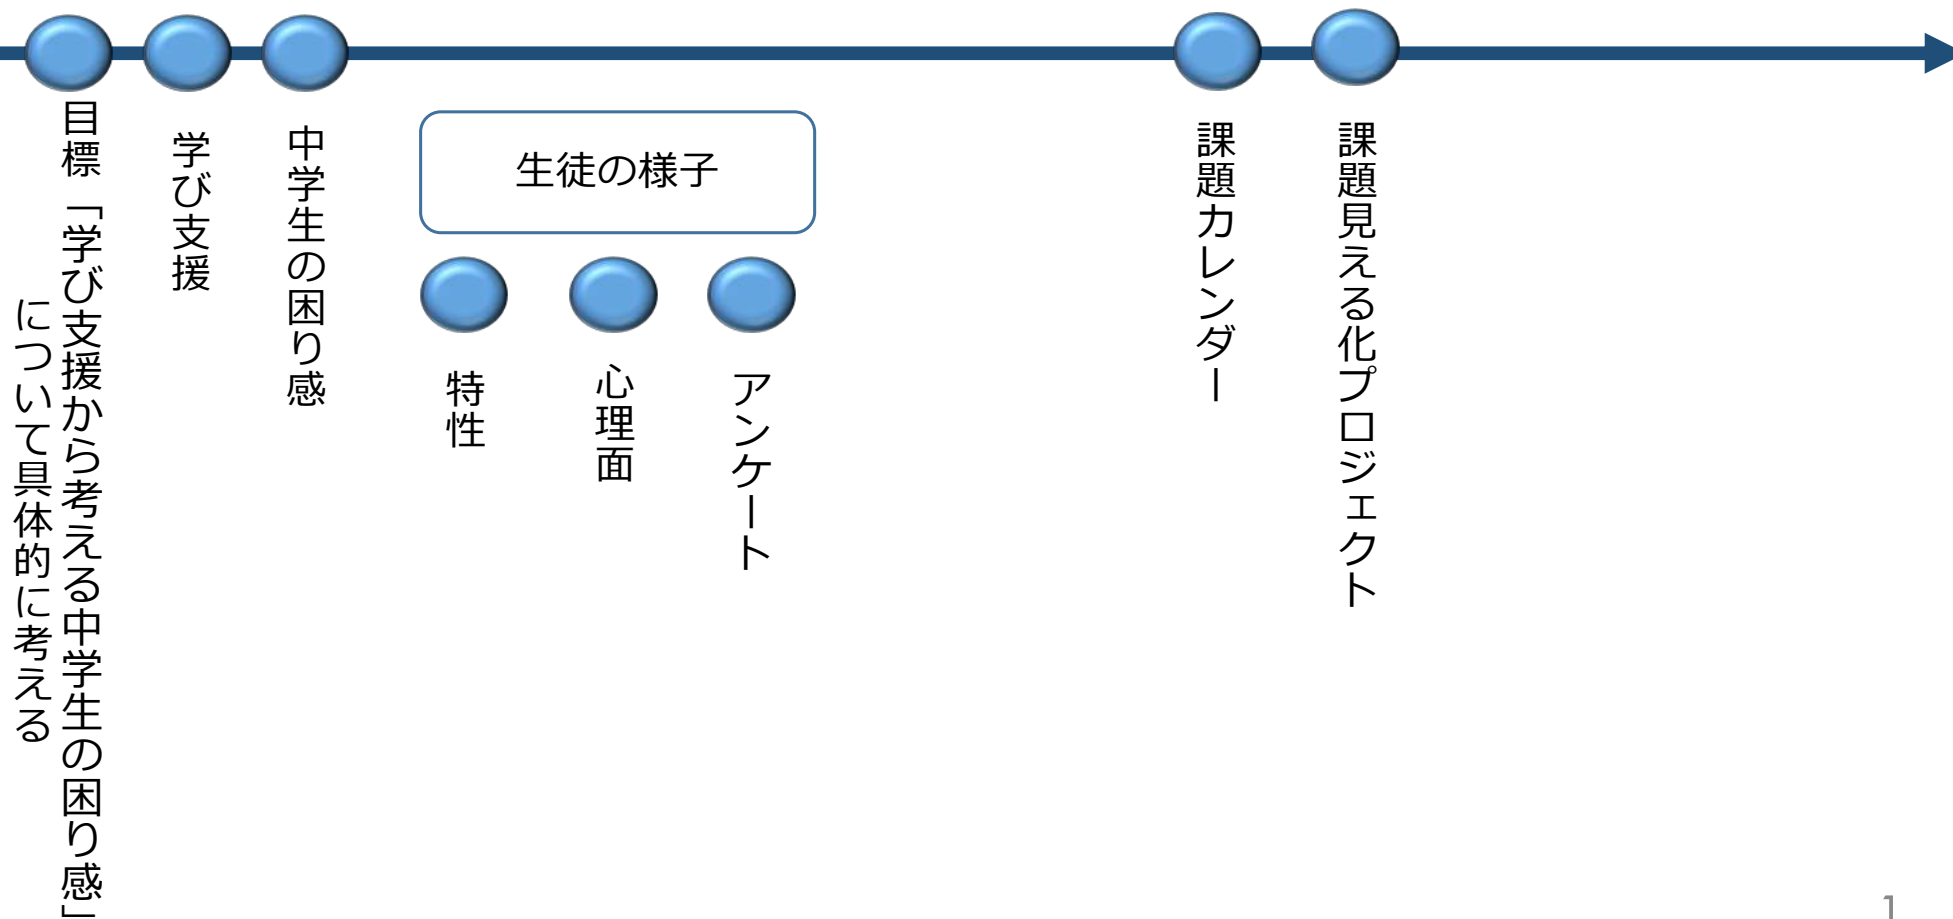 目標「学び支援から考える中学生の困り感」
について具体的に考える
学び支援
中学生の困り感
生徒の様子
特性
心理面
アンケート
課題カレンダー
課題見える化プロジェクト
1